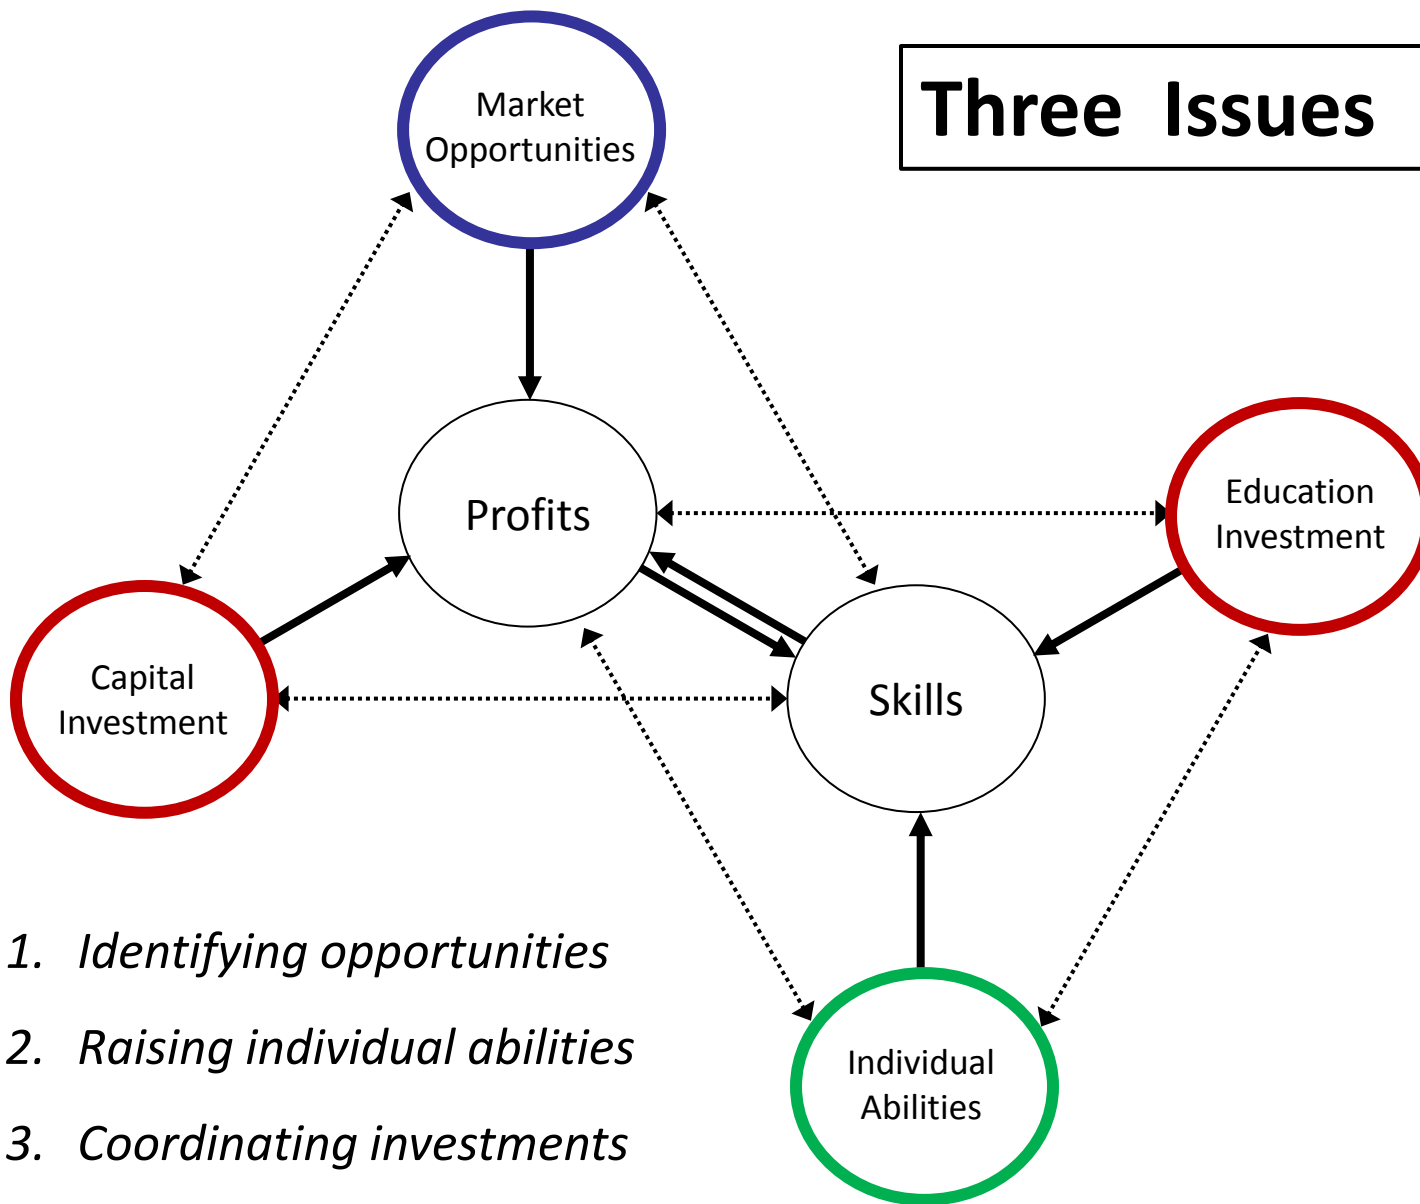 Three Issues
Market
Opportunities
Profits
Education
Investment
Capital
Investment
Skills
Individual
Abilities
1. Identifying opportunities
2. Raising individual abilities
3. Coordinating investments